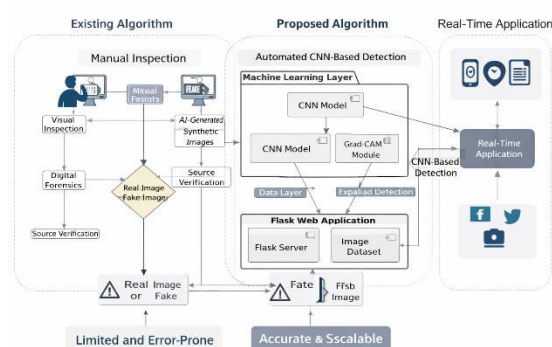 Existing Algorithm
Proposed Algorithm
Real-Time Application
Manual Inspection
Automated CNN-Based Detection
Machine Learning Layer
CNN Model
Visual
Inspection
AI-Generated
Synthetic
Images
CNN Model
Grad-CAM
Module
Real-Time
Application
CNN-Based
Detection
Digital
Forensics
Real Image
Fake Image
Source
Verification
Data Layer
Expaliad Detection
Source Verification
Flask Web Application
Flask Server
Image
Dataset
Real Image
or Fake
Fate
Ffsb
Image
Limited and Error-Prone
Accurate & Sscalable